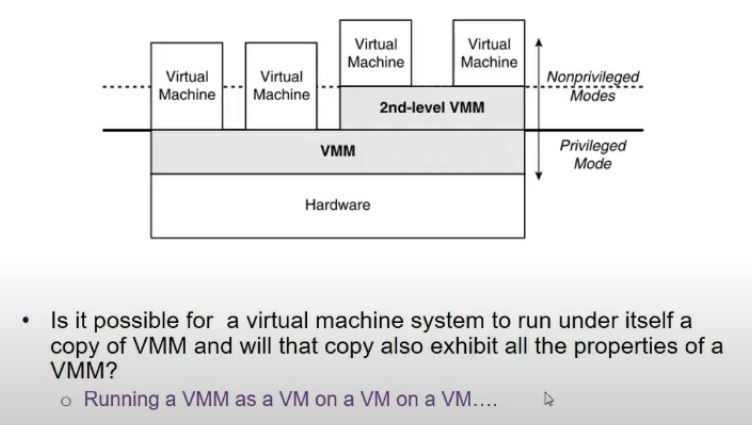 Virtual
Machine
Virtual
Machine
Virtual
Machine
Virtual
Machine
Nonprivileged
Modes
2nd-level VMM
VMM
Privileged
Mode
Hardware
• Is it possible for a virtual machine system to run under itself a
copy of VMM and will that copy also exhibit all the properties of a
VMM?
o Running a VMM as a VM on a VM on a VM....